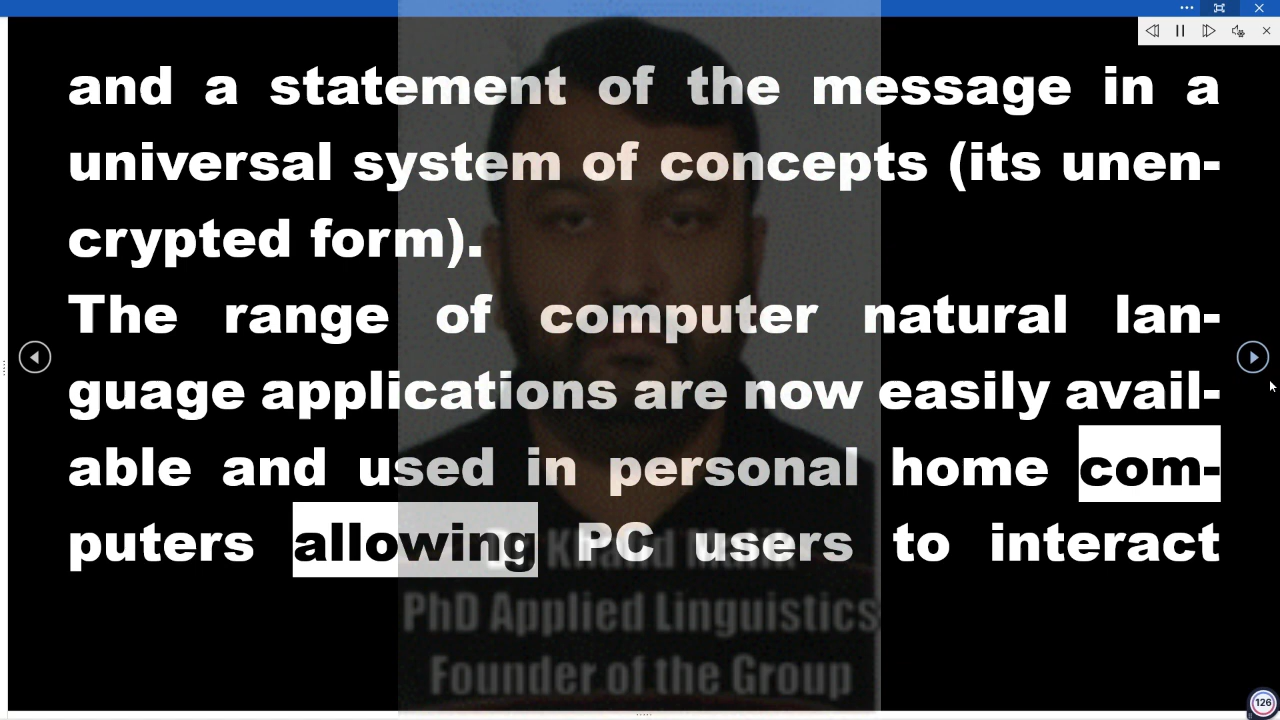 and a statement of the message in a
universal system of concepts (its unen-
crypted form).
The range of computer natural lan-
guage applications are now easily avail-
able and used in personal home com-
puters allowing PC users to interact
PhD Applied Linguistics
Founder of the Group
126